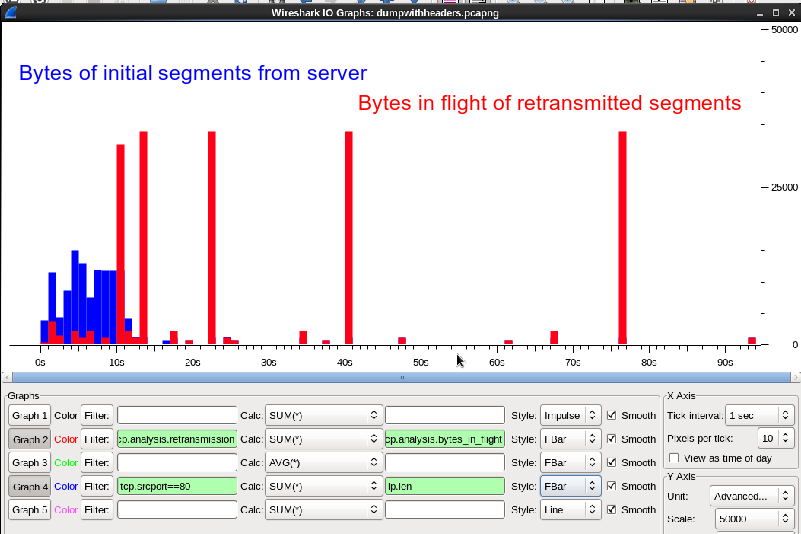 Wireshark IO Graphs: dumpwithheaders.pcapng
50000
Bytes of initial segments from server
Bytes in flight of retransmitted segments
25000
0
0s 10s 20s 30s 40s 50s 60s 70s 80s 90s
Graphs
Graph 1 Color Filter: Calc: SUM(*) Style: Impulse Smooth
Graph 2 Color Filter: cp.analysis.retransmission Calc: SUM(*) cp.analysis.bytes_in_flight Style: FBar Smooth
Graph 3 Color Filter: Calc: AVG(*) Style: FBar Smooth
Graph 4 Color Filter: tcp.srcport==80 Calc: SUM(*) ip.len Style: FBar Smooth
Graph 5 Color Filter: Calc: SUM(*) Style: Line Smooth
X Axis
Tick interval: 1 sec
Pixels per tick: 10
View as time of day
Y Axis
Unit: Advanced...
Scale: 50000